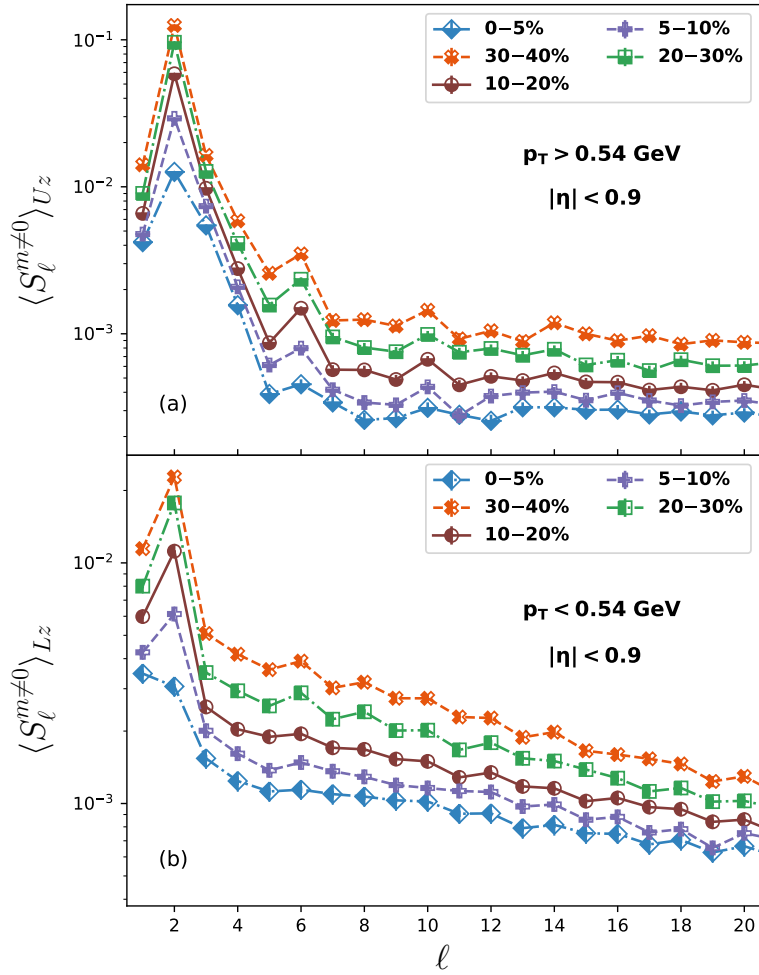 10⁻¹
10⁻²
10⁻³
⟨S_ℓ^{m≠0}⟩_{Uz}
0−5%
30−40%
10−20%
5−10%
20−30%
p_T > 0.54 GeV
|η| < 0.9
(a)
10⁻²
10⁻³
⟨S_ℓ^{m≠0}⟩_{Lz}
0−5%
30−40%
10−20%
5−10%
20−30%
p_T < 0.54 GeV
|η| < 0.9
(b)
2 4 6 8 10 12 14 16 18 20
ℓ